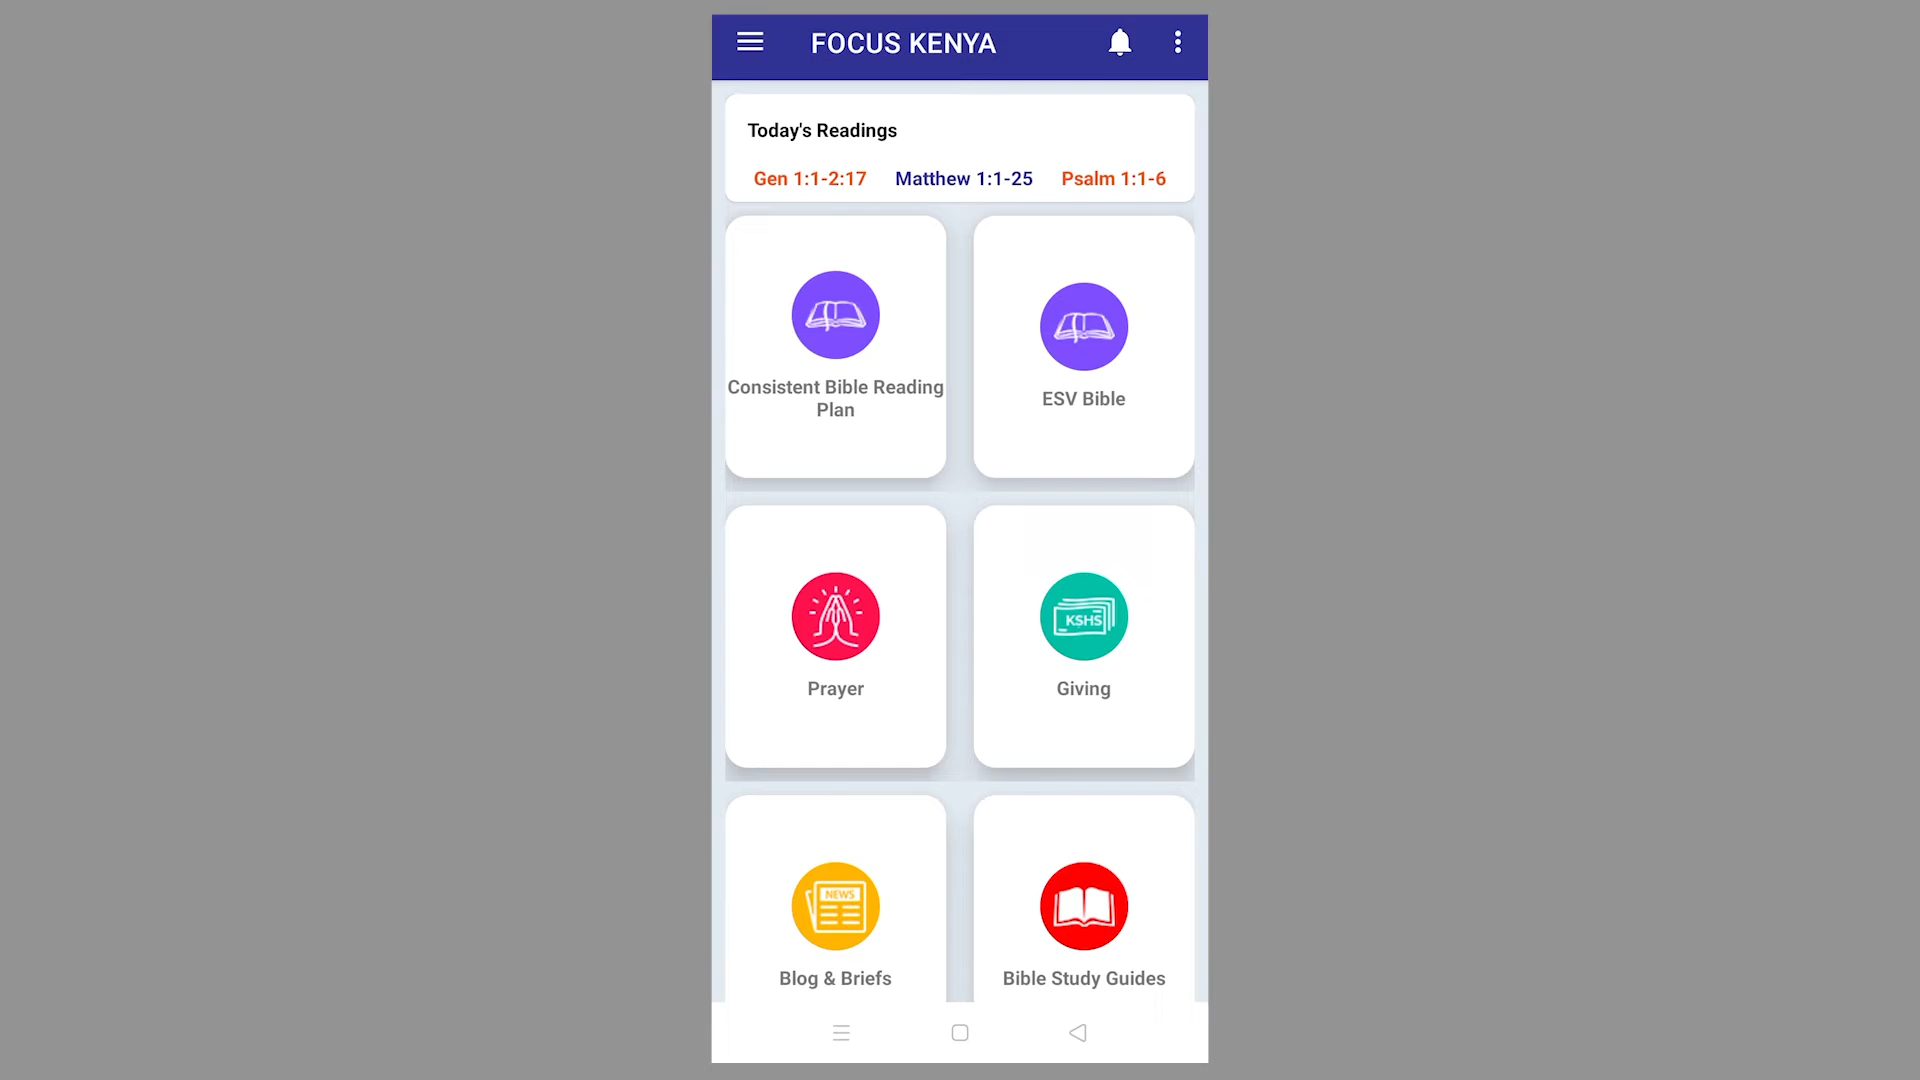 FOCUS KENYA
Today's Readings
Gen 1:1-2:17 Matthew 1:1-25 Psalm 1:1-6
Consistent Bible Reading
Plan
ESV Bible
KSHS
Prayer
Giving
NEWS
Blog & Briefs
Bible Study Guides